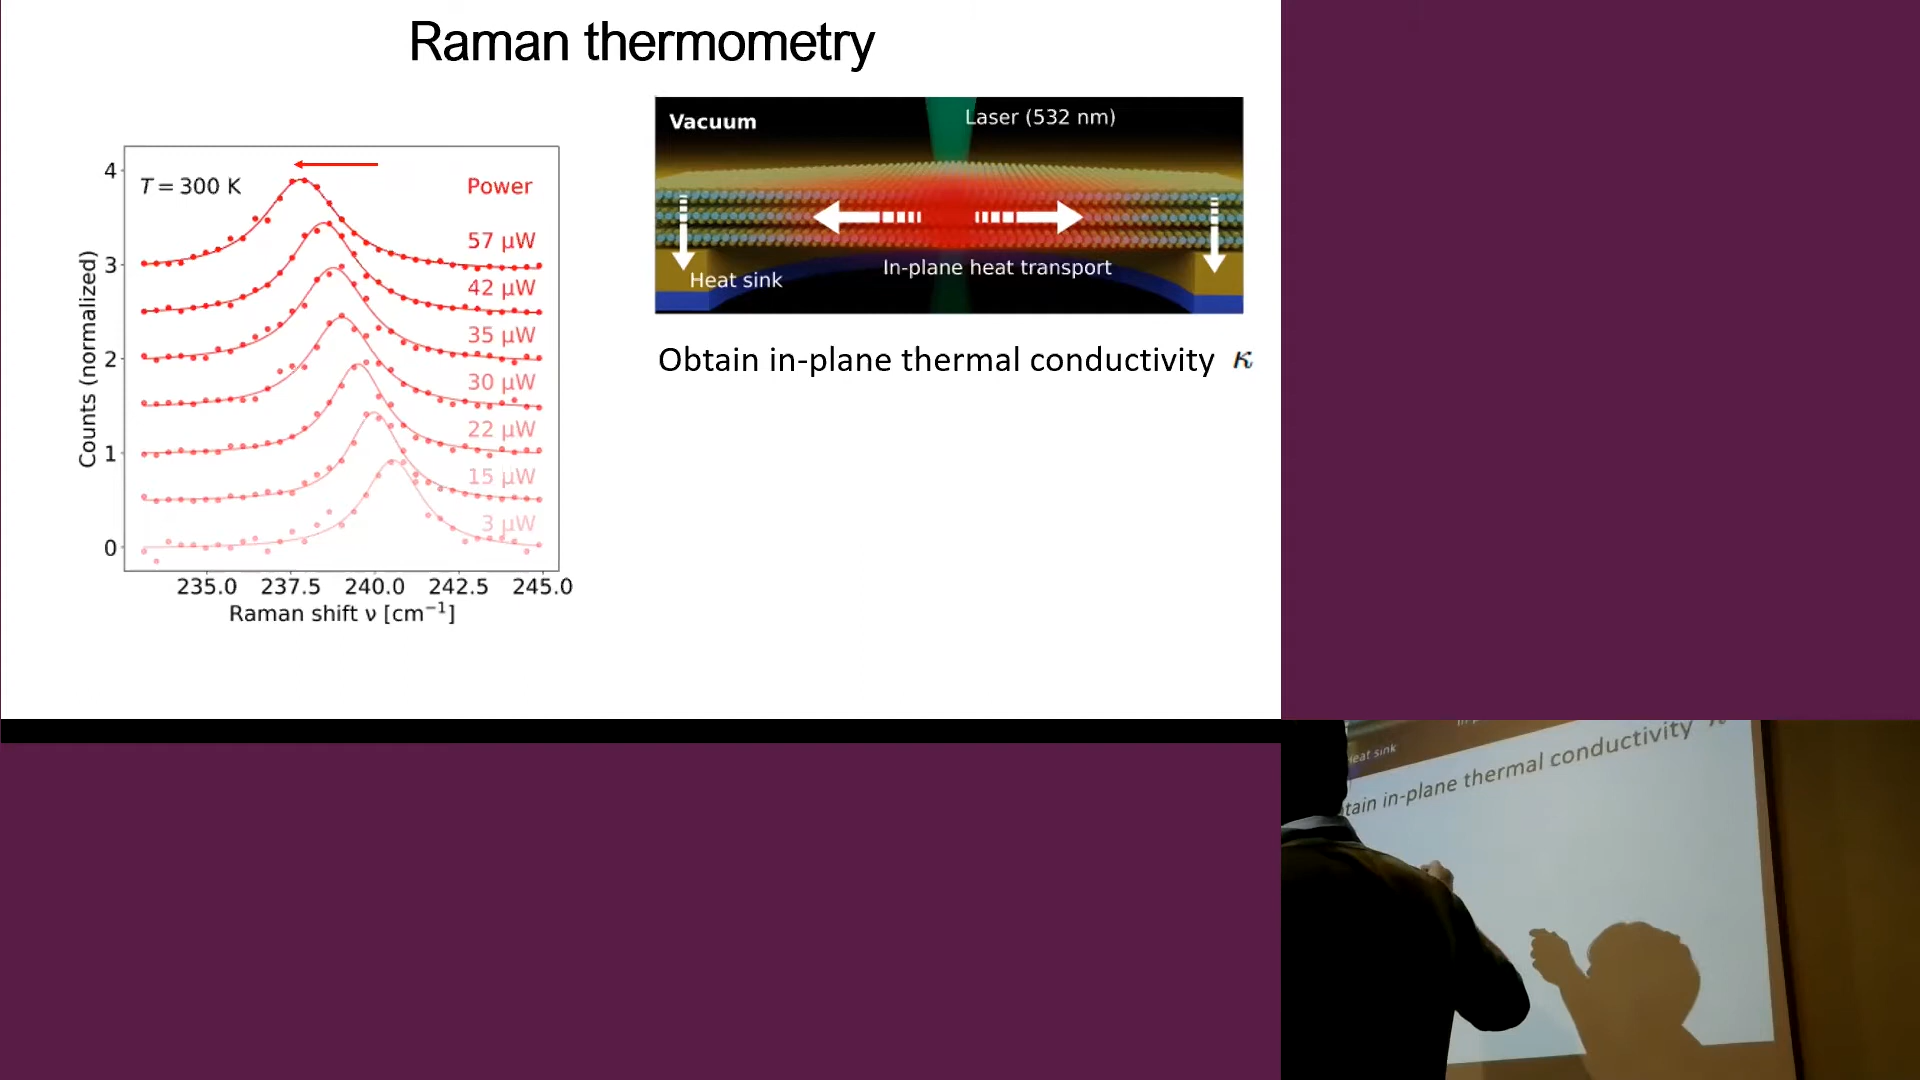 Raman thermometry
Counts (normalized)
4
3
2
1
0
T = 300 K
Power
57 μW
42 μW
35 μW
30 μW
22 μW
15 μW
3 μW
235.0 237.5 240.0 242.5 245.0
Raman shift ν [cm⁻¹]
Vacuum
Laser (532 nm)
In-plane heat transport
Heat sink
Obtain in-plane thermal conductivity κ
Heat sink
tain in-plane thermal conductivity